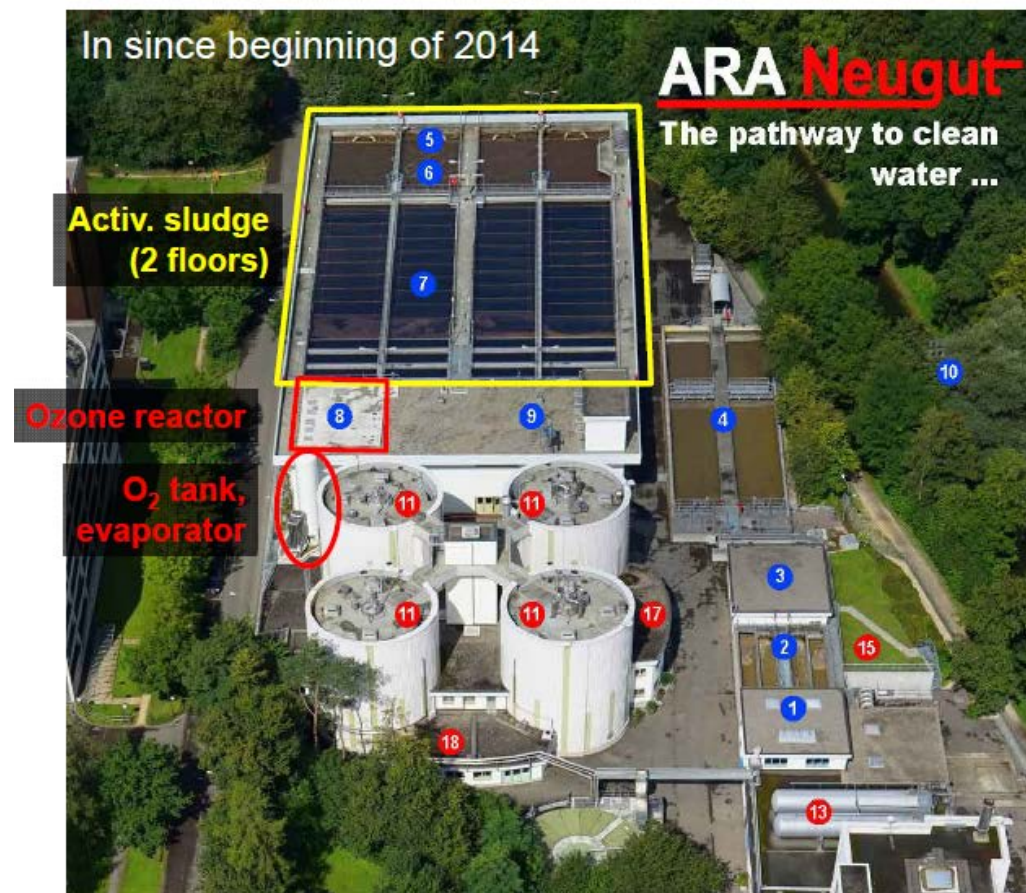 In since beginning of 2014
ARA Neugut
The pathway to clean
water ...
5
6
Activ. sludge
(2 floors)
7
10
Ozone reactor
8
9
4
O₂ tank,
evaporator
11
11
3
11
11
17
2
15
1
18
13